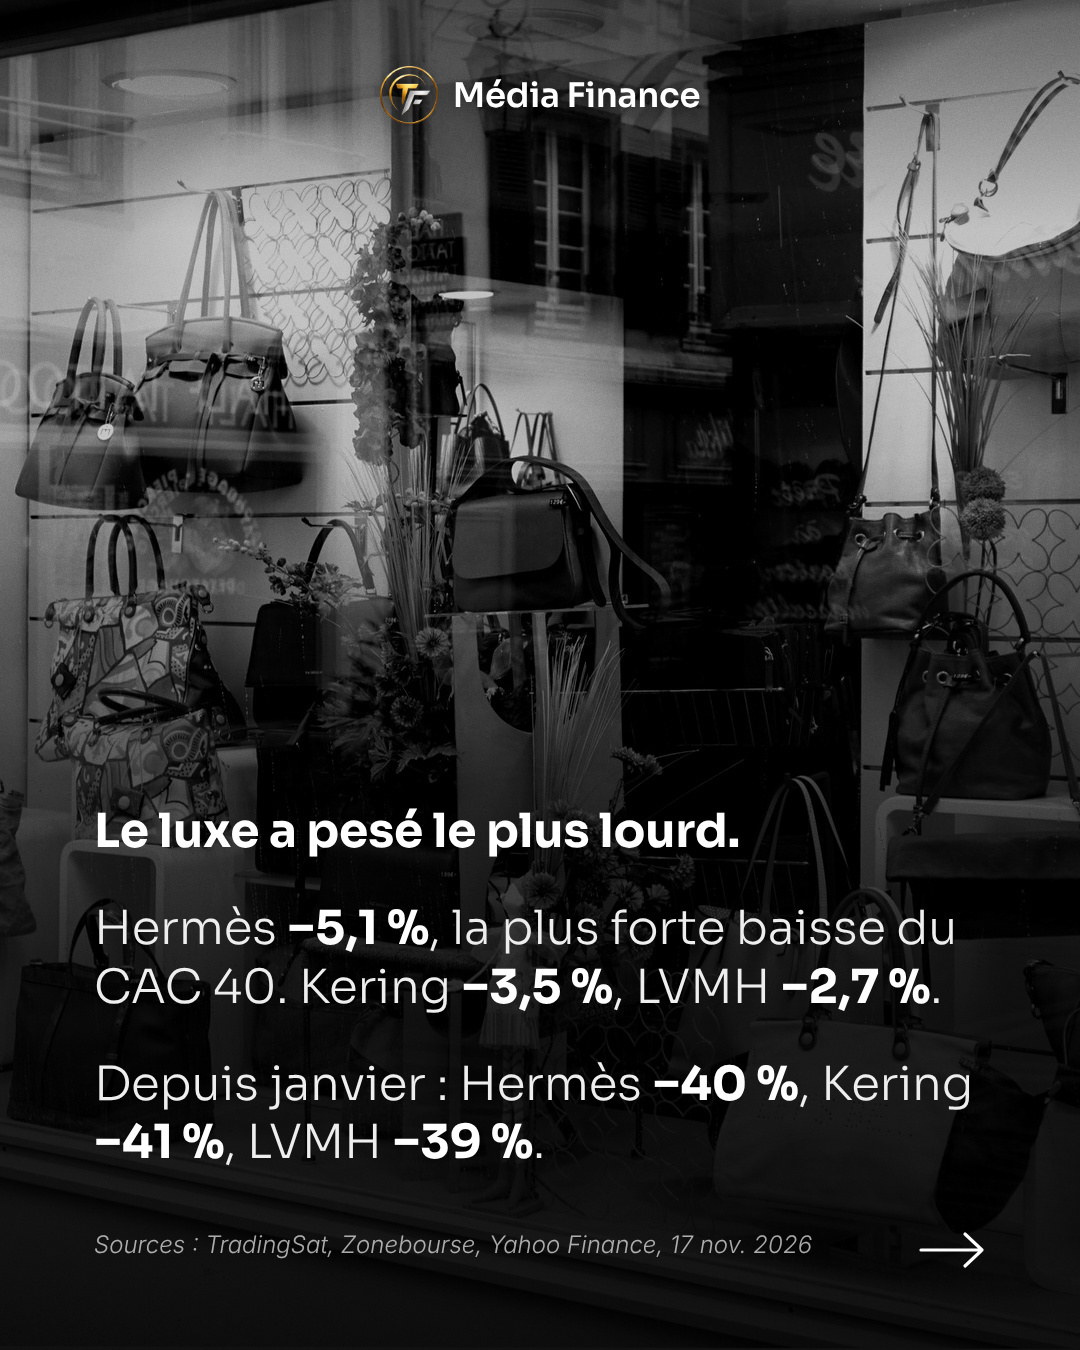 Média Finance
Le luxe a pesé le plus lourd.
Hermès −5,1 %, la plus forte baisse du
CAC 40. Kering −3,5 %, LVMH −2,7 %.
Depuis janvier : Hermès −40 %, Kering
−41 %, LVMH −39 %.
Sources : TradingSat, Zonebourse, Yahoo Finance, 17 nov. 2026